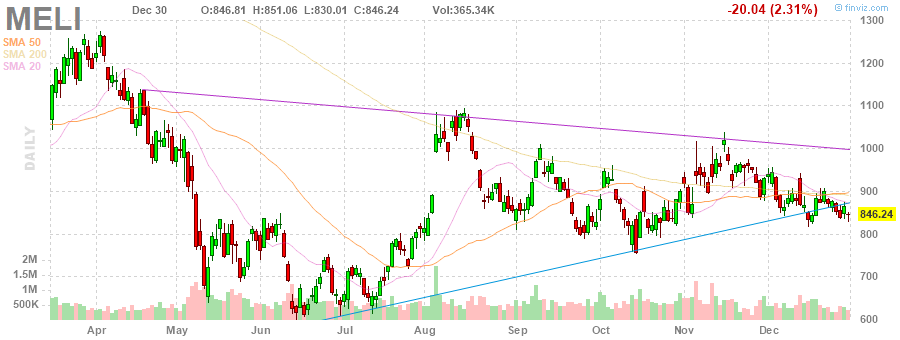 MELI
Dec 30 O:846.81 H:851.06 L:830.01 C:846.24 Vol:365.34K -20.04 (2.31%)
finviz.com
SMA 50
SMA 200
SMA 20
DAILY
1300
1200
1100
1000
900
846.24
800
700
600
2M
1.5M
1M
500K
Apr May Jun Jul Aug Sep Oct Nov Dec